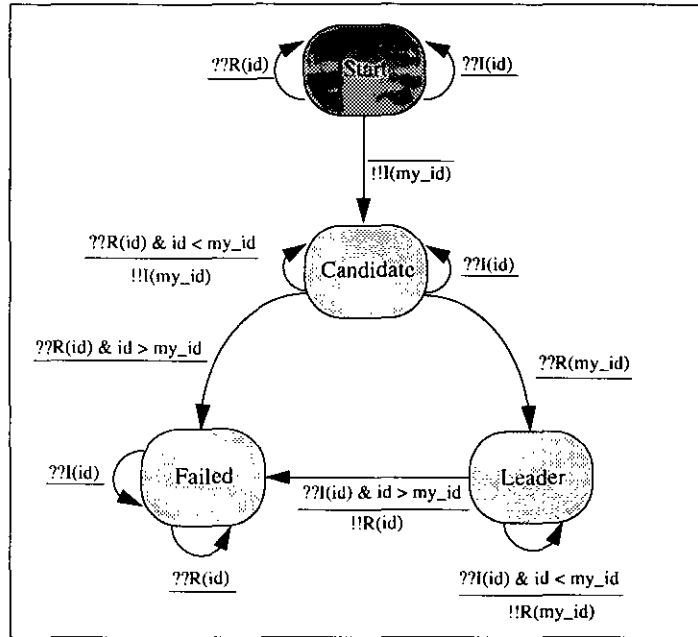 ??R(id)
Start
??I(id)
!!I(my_id)
??R(id) & id < my_id
!!I(my_id)
Candidate
??I(id)
??R(id) & id > my_id
??R(my_id)
??I(id)
Failed
??I(id) & id > my_id
!!R(id)
Leader
??R(id)
??I(id) & id < my_id
!!R(my_id)